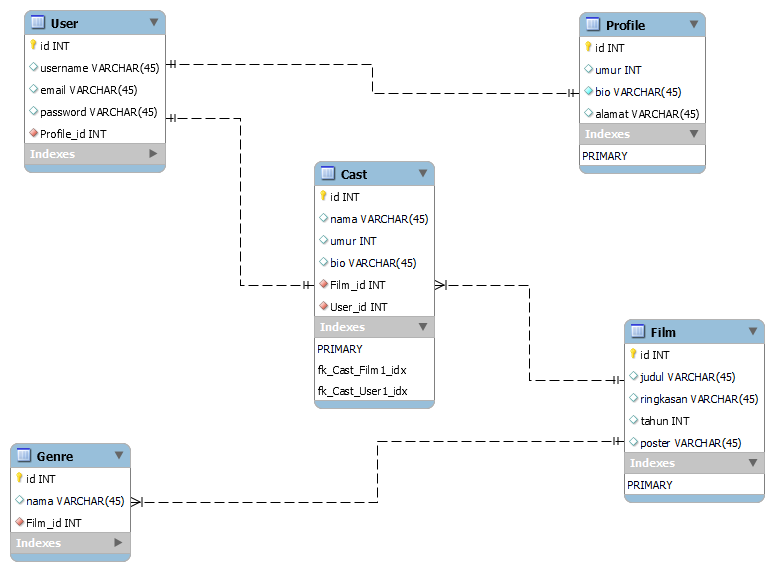 User
id INT
username VARCHAR(45)
email VARCHAR(45)
password VARCHAR(45)
Profile_id INT
Indexes
Profile
id INT
umur INT
bio VARCHAR(45)
alamat VARCHAR(45)
Indexes
PRIMARY
Cast
id INT
nama VARCHAR(45)
umur INT
bio VARCHAR(45)
Film_id INT
User_id INT
Indexes
PRIMARY
fk_Cast_Film1_idx
fk_Cast_User1_idx
Film
id INT
judul VARCHAR(45)
ringkasan VARCHAR(45)
tahun INT
poster VARCHAR(45)
Indexes
PRIMARY
Genre
id INT
nama VARCHAR(45)
Film_id INT
Indexes